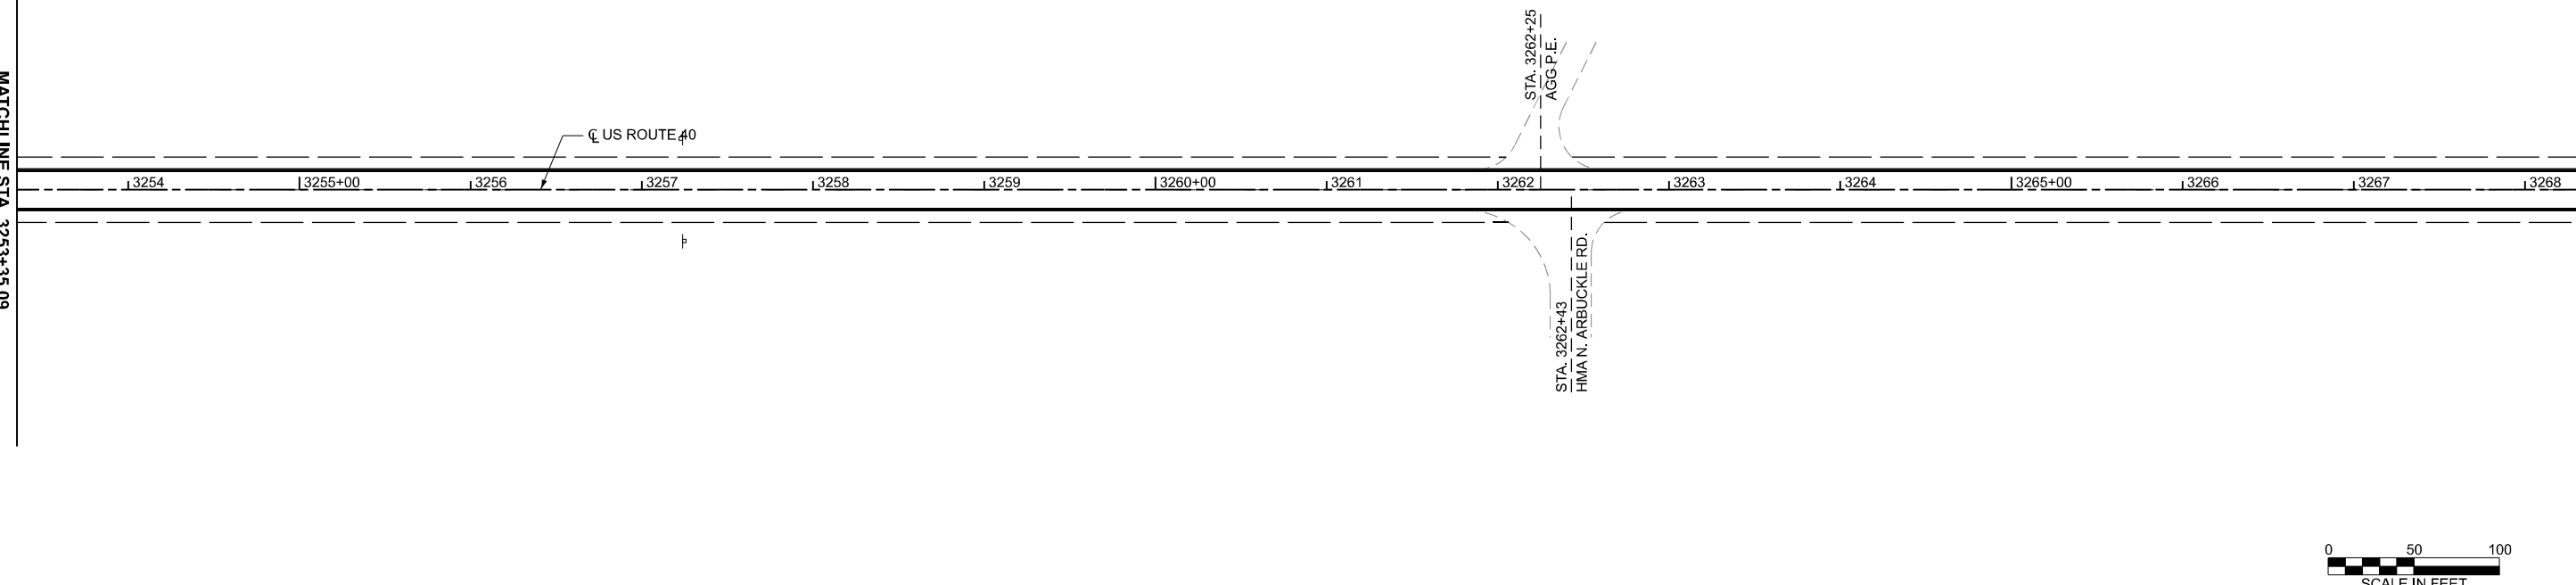 MATCHLINE STA. 3253+35.09
STA. 3262+25
AGG P.E.
℄ US ROUTE 40
3254
3255+00
3256
3257
3258
3259
3260+00
3261
3262
3263
3264
3265+00
3266
3267
3268
STA. 3262+43
HMA N. ARBUCKLE RD.
0 50 100
SCALE IN FEET